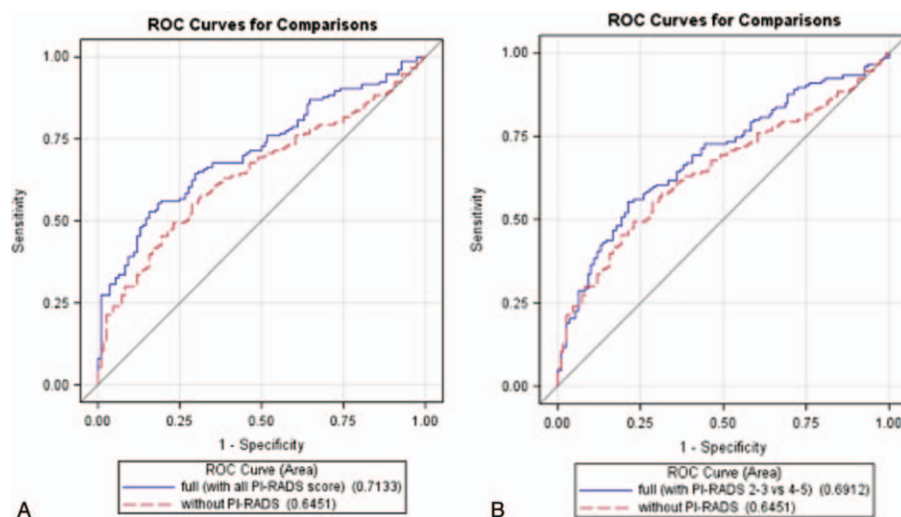 ROC Curves for Comparisons
1.00
0.75
0.50
0.25
0.00
Sensitivity
0.00 0.25 0.50 0.75 1.00
1 - Specificity
ROC Curve (Area)
full (with all PI-RADS score) (0.7133)
without PI-RADS (0.6451)
A
ROC Curves for Comparisons
1.00
0.75
0.50
0.25
0.00
Sensitivity
0.00 0.25 0.50 0.75 1.00
1 - Specificity
ROC Curve (Area)
full (with PI-RADS 2-3 vs 4-5) (0.6912)
without PI-RADS (0.6451)
B